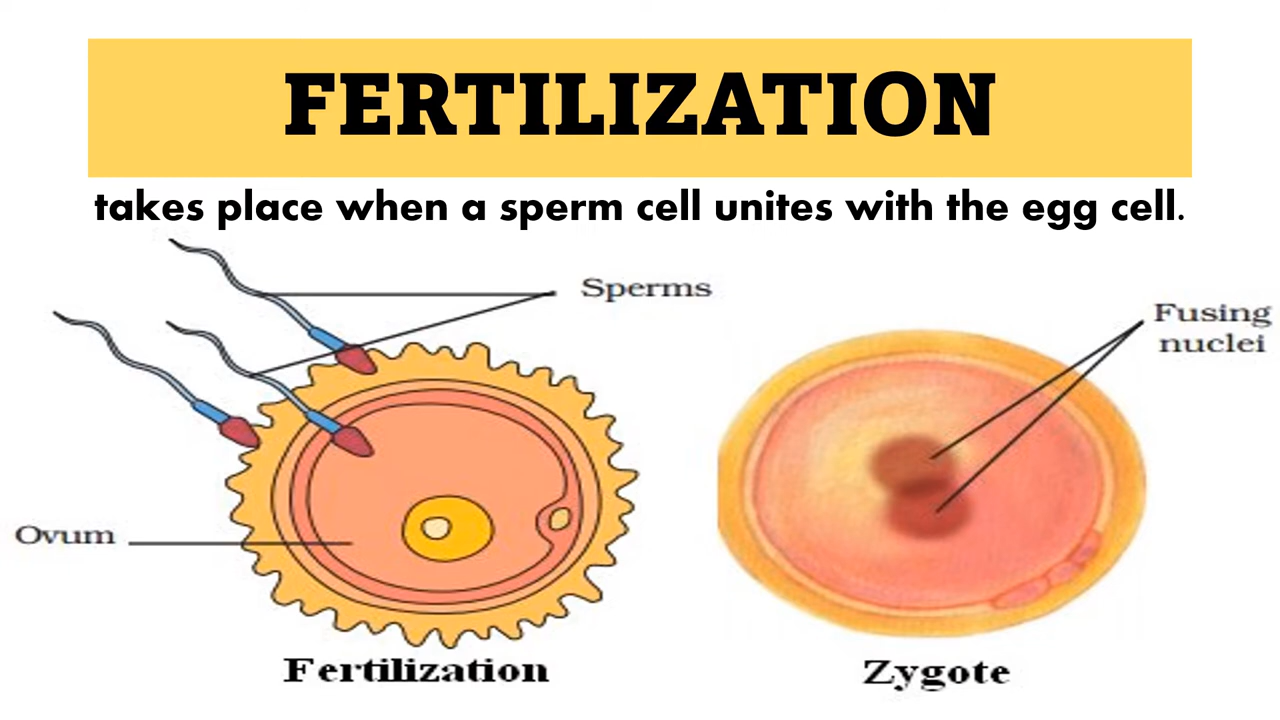 FERTILIZATION
takes place when a sperm cell unites with the egg cell.
Sperms
Ovum
Fertilization
Fusing
nuclei
Zygote